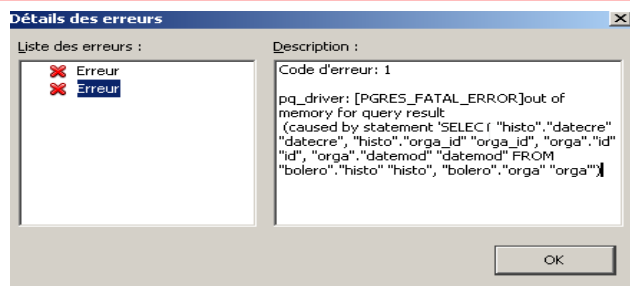 Détails des erreurs
Liste des erreurs :
Erreur
Erreur
Description :
Code d'erreur: 1
pq_driver: [PGRES_FATAL_ERROR]out of
memory for query result
(caused by statement 'SELECT "histo"."datecre"
"datecre", "histo"."orga_id" "orga_id", "orga"."id"
"id", "orga"."datemod" "datemod" FROM
"bolero"."histo" "histo", "bolero"."orga" "orga"')
OK